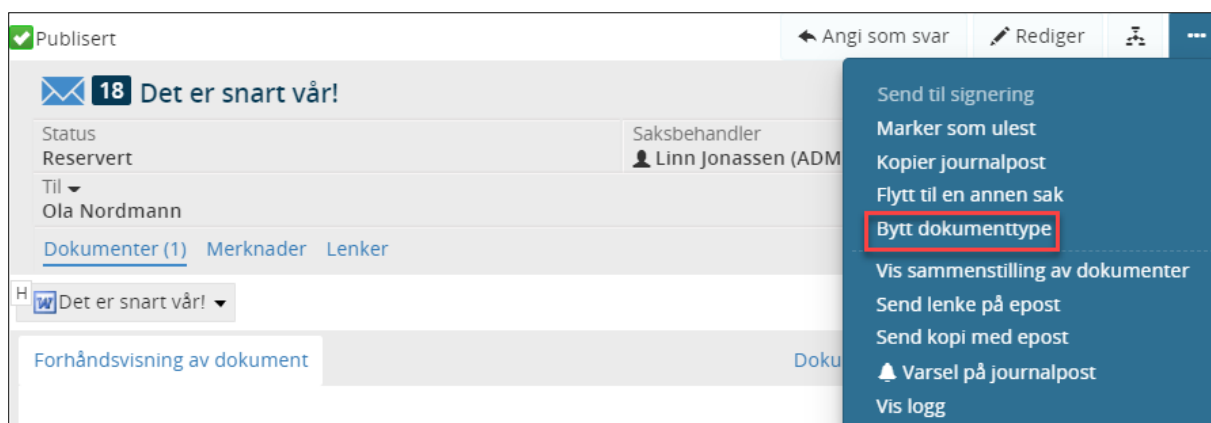 Publisert
Angi som svar
Rediger
18 Det er snart vår!
Status
Reservert
Saksbehandler
Linn Jonassen (ADM
Til
Ola Nordmann
Dokumenter (1) Merknader Lenker
H
Det er snart vår!
Forhåndsvisning av dokument
Doku
Send til signering
Marker som ulest
Kopier journalpost
Flytt til en annen sak
Bytt dokumenttype
Vis sammenstilling av dokumenter
Send lenke på epost
Send kopi med epost
Varsel på journalpost
Vis logg